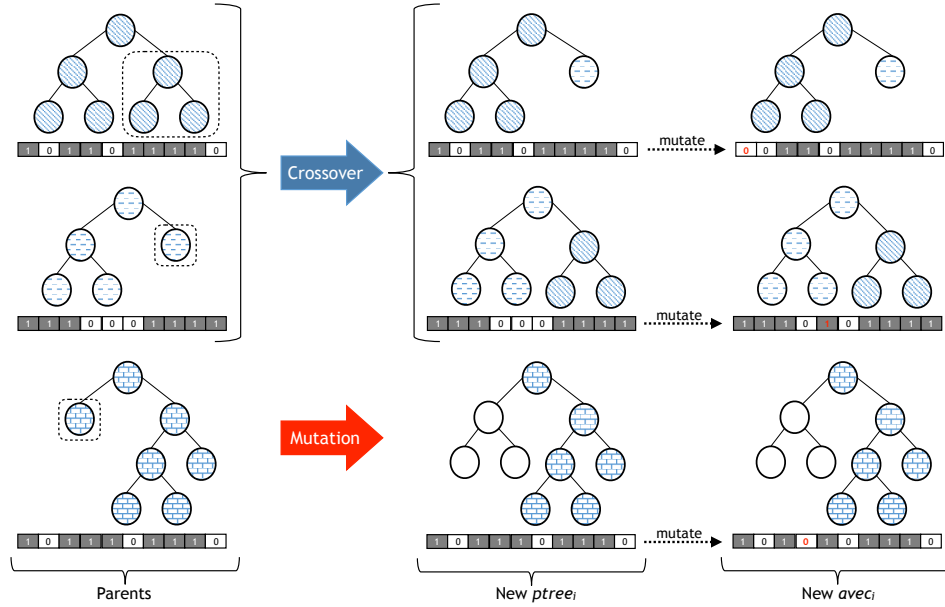 1 0 1 1 0 1 1 1 1 0
1 0 1 1 0 1 1 1 1 0
mutate
0 0 1 1 0 1 1 1 1 0
Crossover
1 1 1 0 0 0 1 1 1 1
1 1 1 0 0 0 1 1 1 1
mutate
1 1 1 0 1 0 1 1 1 1
Mutation
1 0 1 1 1 0 1 1 1 0
1 0 1 1 1 0 1 1 1 0
mutate
1 0 1 0 1 0 1 1 1 0
Parents
New ptreeᵢ
New avecᵢ